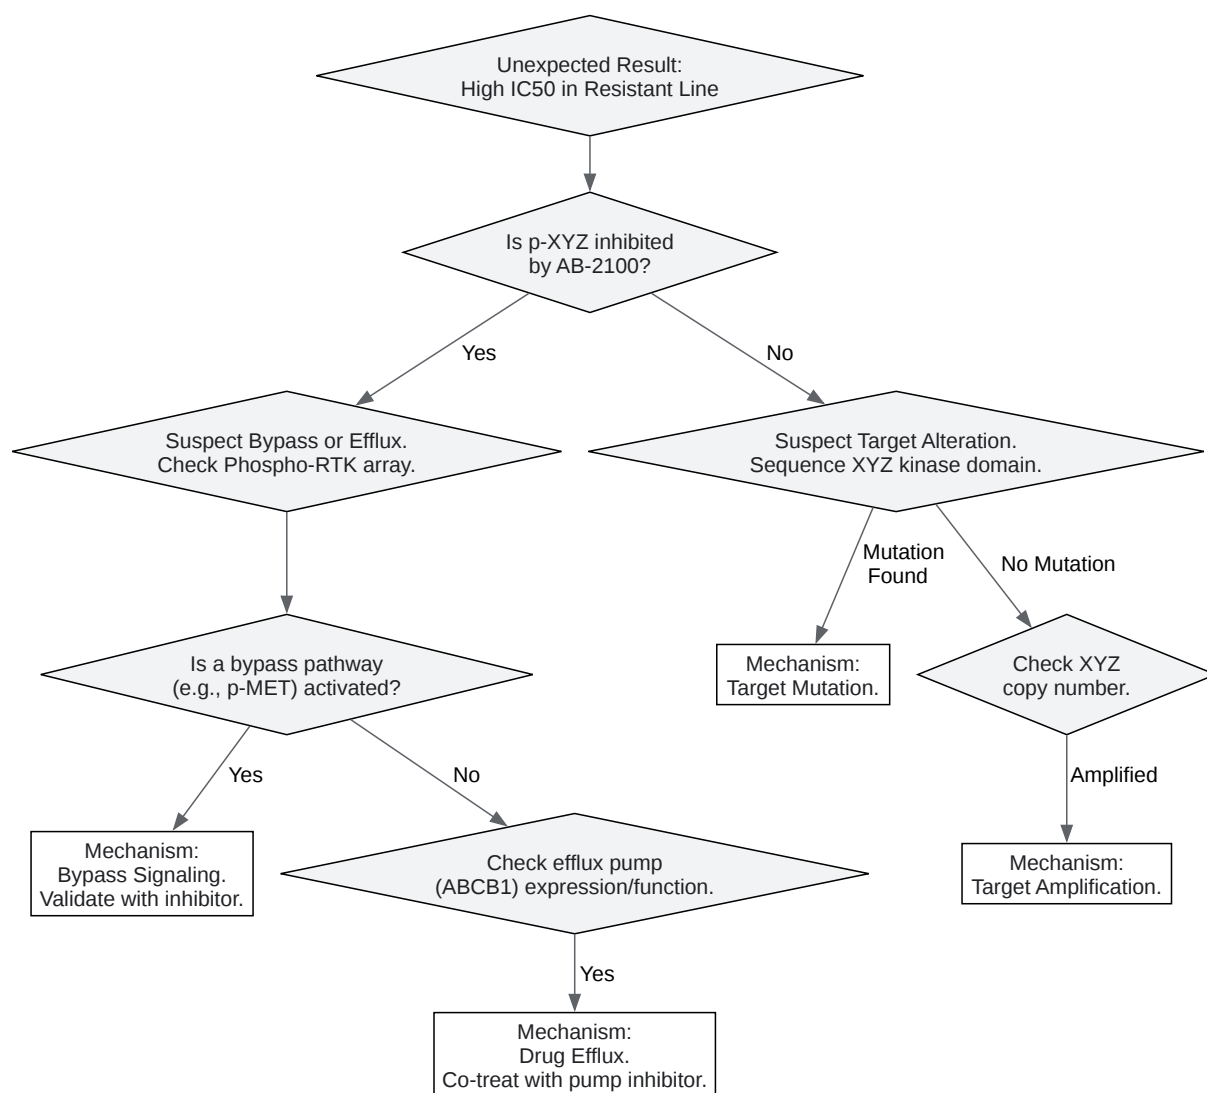 Unexpected Result:
High IC50 in Resistant Line
Is p-XYZ inhibited
by AB-2100?
Yes
No
Suspect Bypass or Efflux.
Check Phospho-RTK array.
Suspect Target Alteration.
Sequence XYZ kinase domain.
Mutation
Found
No Mutation
Is a bypass pathway
(e.g., p-MET) activated?
Mechanism:
Target Mutation.
Check XYZ
copy number.
Yes
No
Amplified
Mechanism:
Bypass Signaling.
Validate with inhibitor.
Check efflux pump
(ABCB1) expression/function.
Mechanism:
Target Amplification.
Yes
Mechanism:
Drug Efflux.
Co-treat with pump inhibitor.